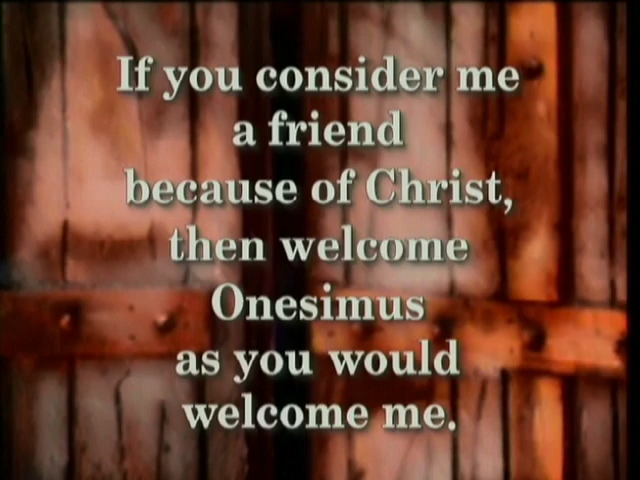 If you consider me
a friend
because of Christ,
then welcome
Onesimus
as you would
welcome me.